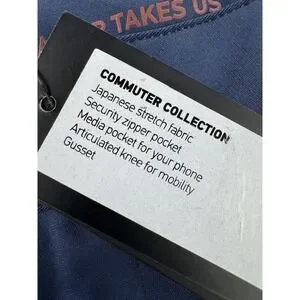 TAKES US
COMMUTER COLLECTION
Japanese stretch fabric
Security zipper pocket
Media pocket for your phone
Articulated knee for mobility
Gusset